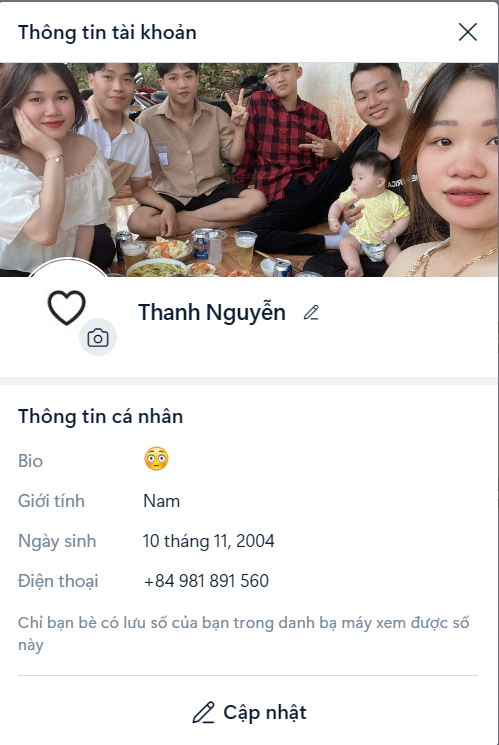 Thông tin tài khoản
Thanh Nguyễn
Thông tin cá nhân
Bio 😳
Giới tính Nam
Ngày sinh 10 tháng 11, 2004
Điện thoại +84 981 891 560
Chỉ bạn bè có lưu số của bạn trong danh bạ máy xem được số
này
Cập nhật